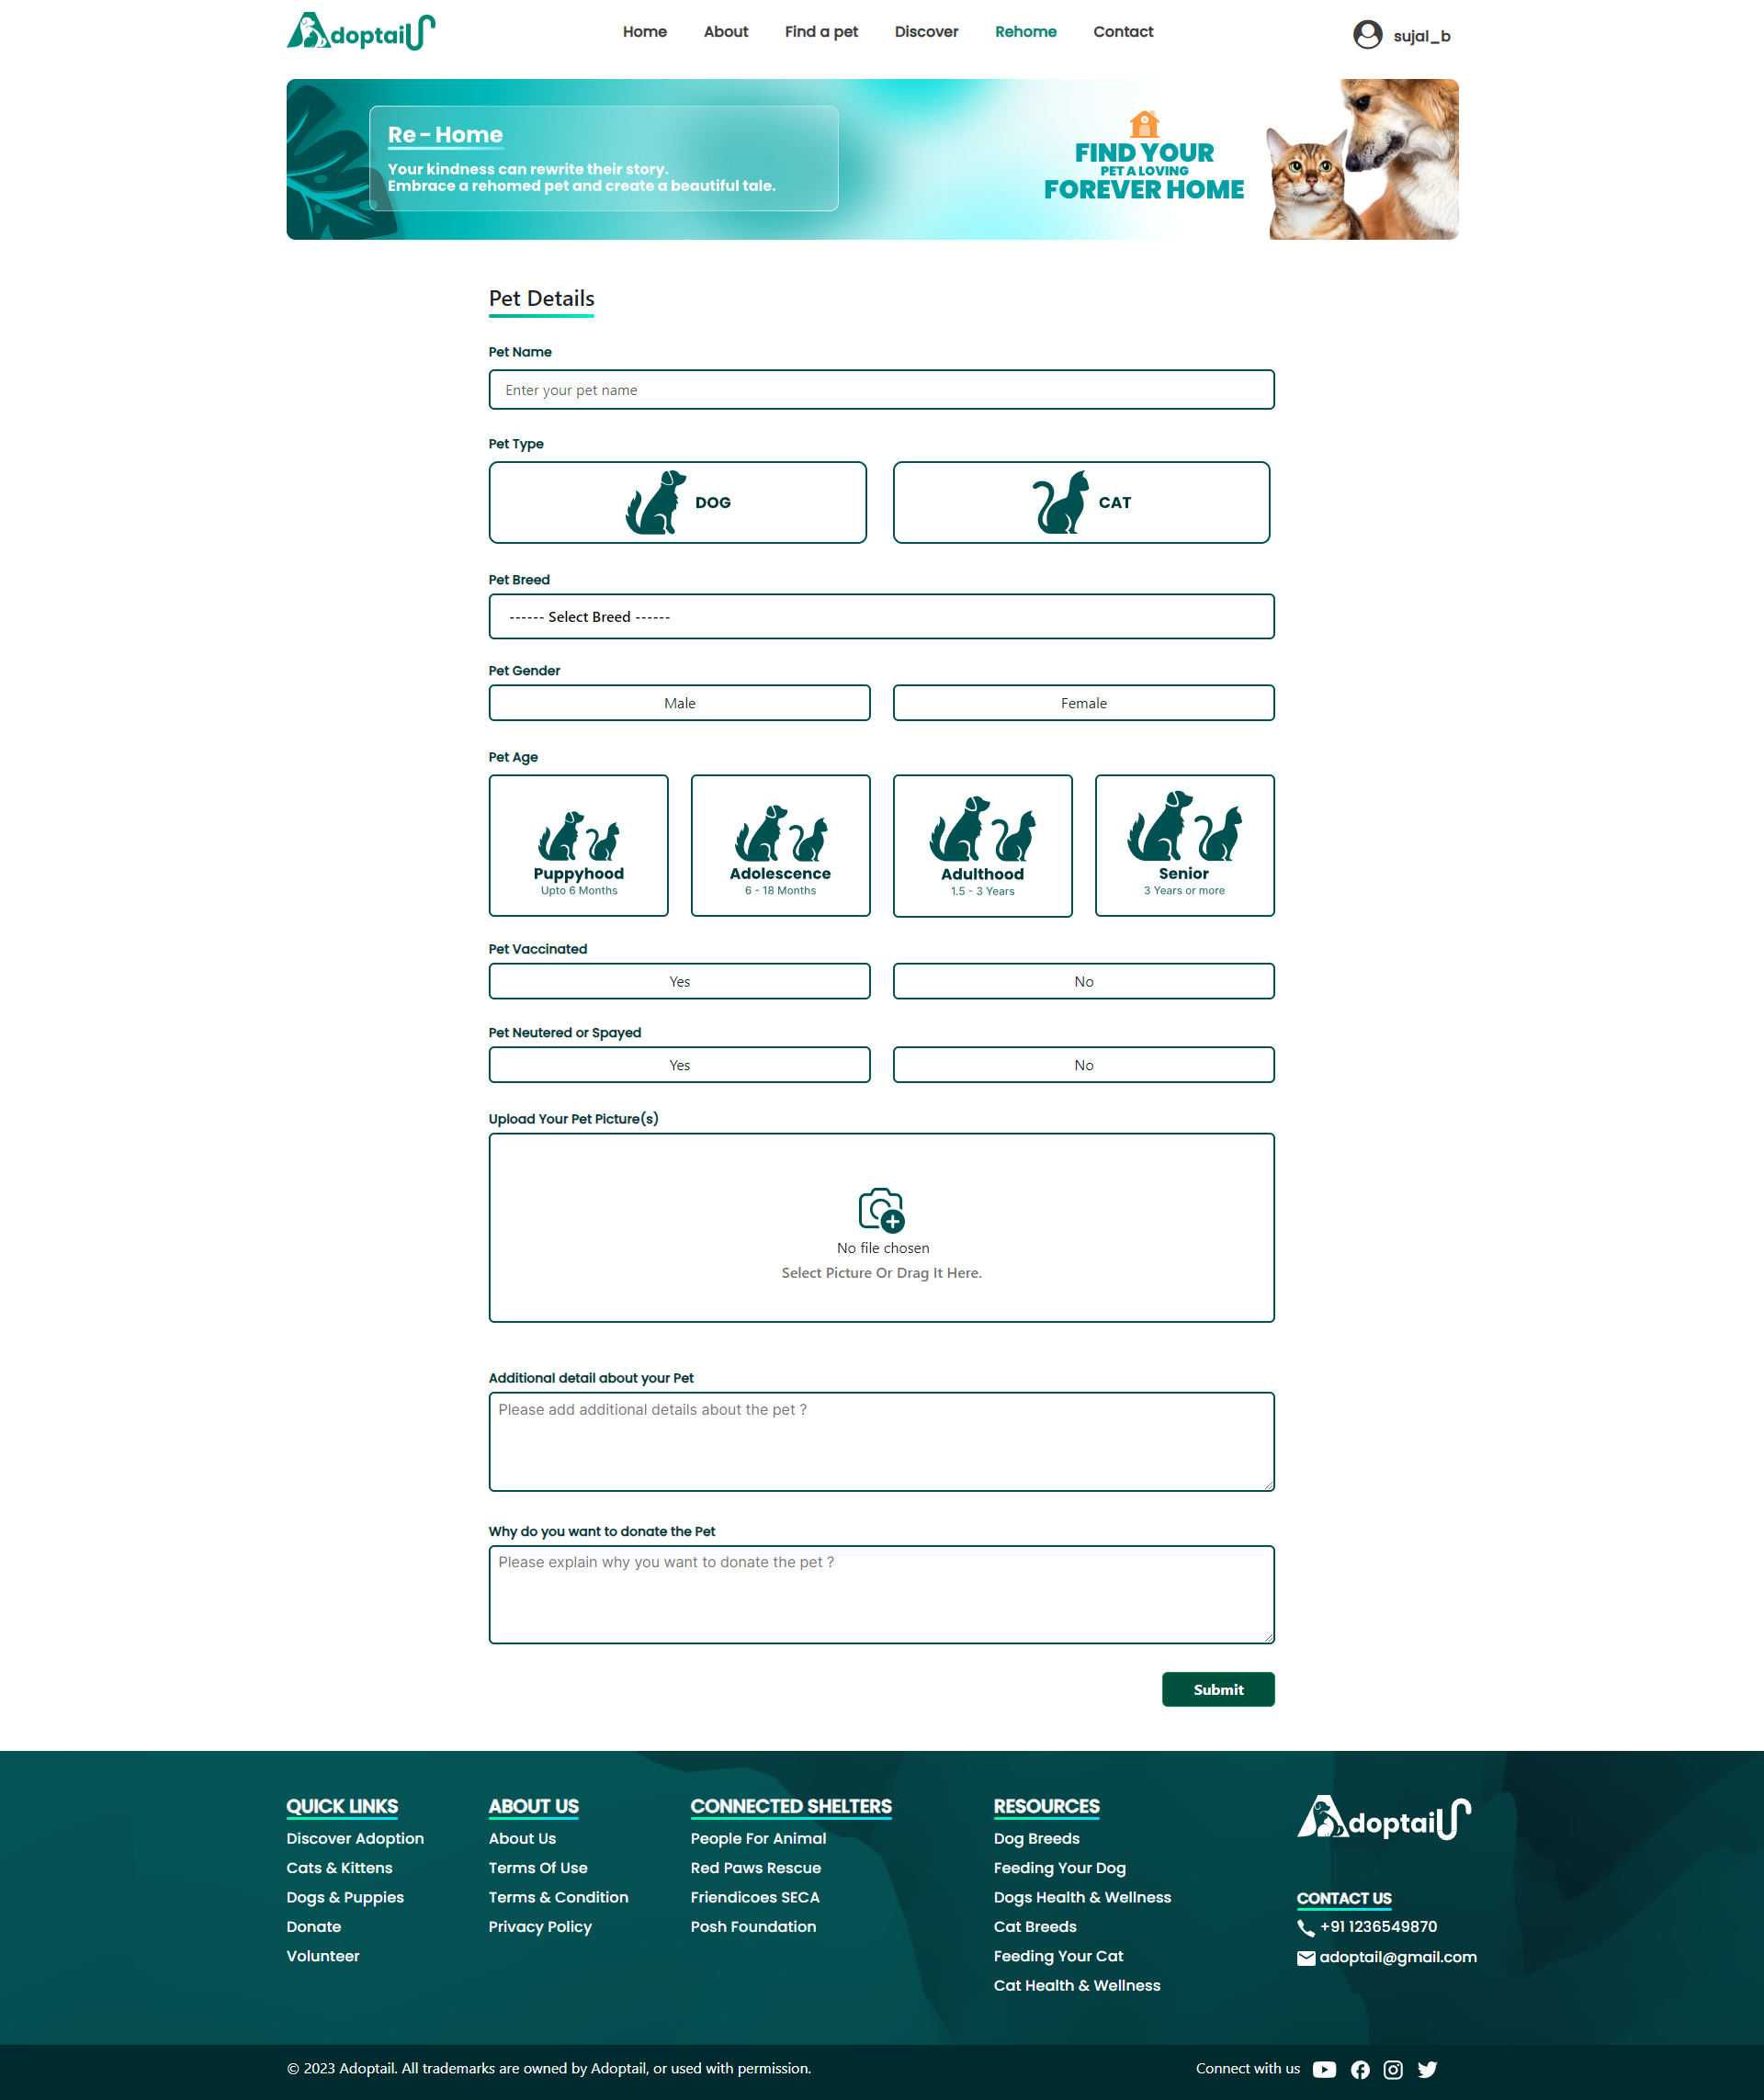 Adoptail
Home
About
Find a pet
Discover
Rehome
Contact
sujal_b
Re - Home
Your kindness can rewrite their story.
Embrace a rehomed pet and create a beautiful tale.
FIND YOUR
PET A LOVING
FOREVER HOME
Pet Details
Pet Name
Enter your pet name
Pet Type
DOG
CAT
Pet Breed
------ Select Breed ------
Pet Gender
Male
Female
Pet Age
Puppyhood
Upto 6 Months
Adolescence
6 - 18 Months
Adulthood
1.5 - 3 Years
Senior
3 Years or more
Pet Vaccinated
Yes
No
Pet Neutered or Spayed
Yes
No
Upload Your Pet Picture(s)
No file chosen
Select Picture Or Drag It Here.
Additional detail about your Pet
Please add additional details about the pet ?
Why do you want to donate the Pet
Please explain why you want to donate the pet ?
Submit
QUICK LINKS
Discover Adoption
Cats & Kittens
Dogs & Puppies
Donate
Volunteer
ABOUT US
About Us
Terms Of Use
Terms & Condition
Privacy Policy
CONNECTED SHELTERS
People For Animal
Red Paws Rescue
Friendicoes SECA
Posh Foundation
RESOURCES
Dog Breeds
Feeding Your Dog
Dogs Health & Wellness
Cat Breeds
Feeding Your Cat
Cat Health & Wellness
Adoptail
CONTACT US
+91 1236549870
adoptail@gmail.com
© 2023 Adoptail. All trademarks are owned by Adoptail, or used with permission.
Connect with us